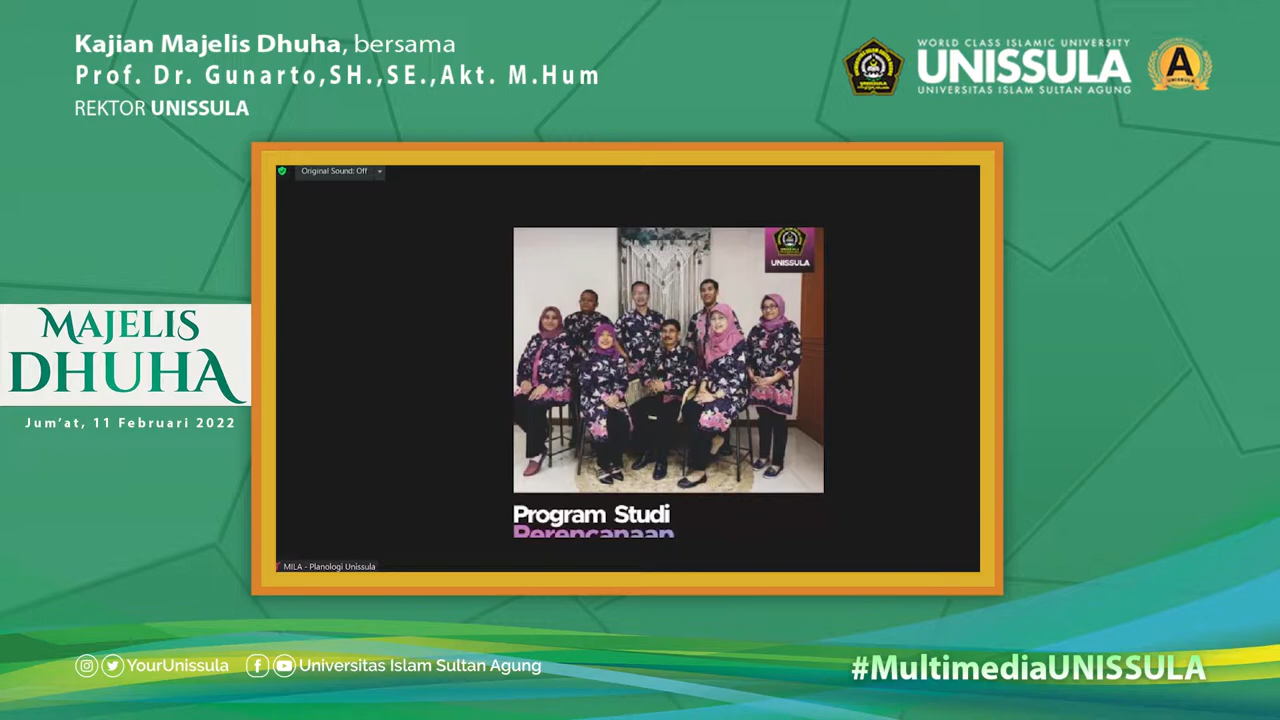 Kajian Majelis Dhuha, bersama
Prof. Dr. Gunarto,SH.,SE.,Akt. M.Hum
REKTOR UNISSULA
WORLD CLASS ISLAMIC UNIVERSITY
UNISSULA
UNIVERSITAS ISLAM SULTAN AGUNG
A
UNISSULA
Original Sound: Off
UNISSULA
MAJELIS
DHUHA
Jum'at, 11 Februari 2022
Program Studi
Perencanaan
MILA - Planologi Unissula
YourUnissula
Universitas Islam Sultan Agung
#MultimediaUNISSULA